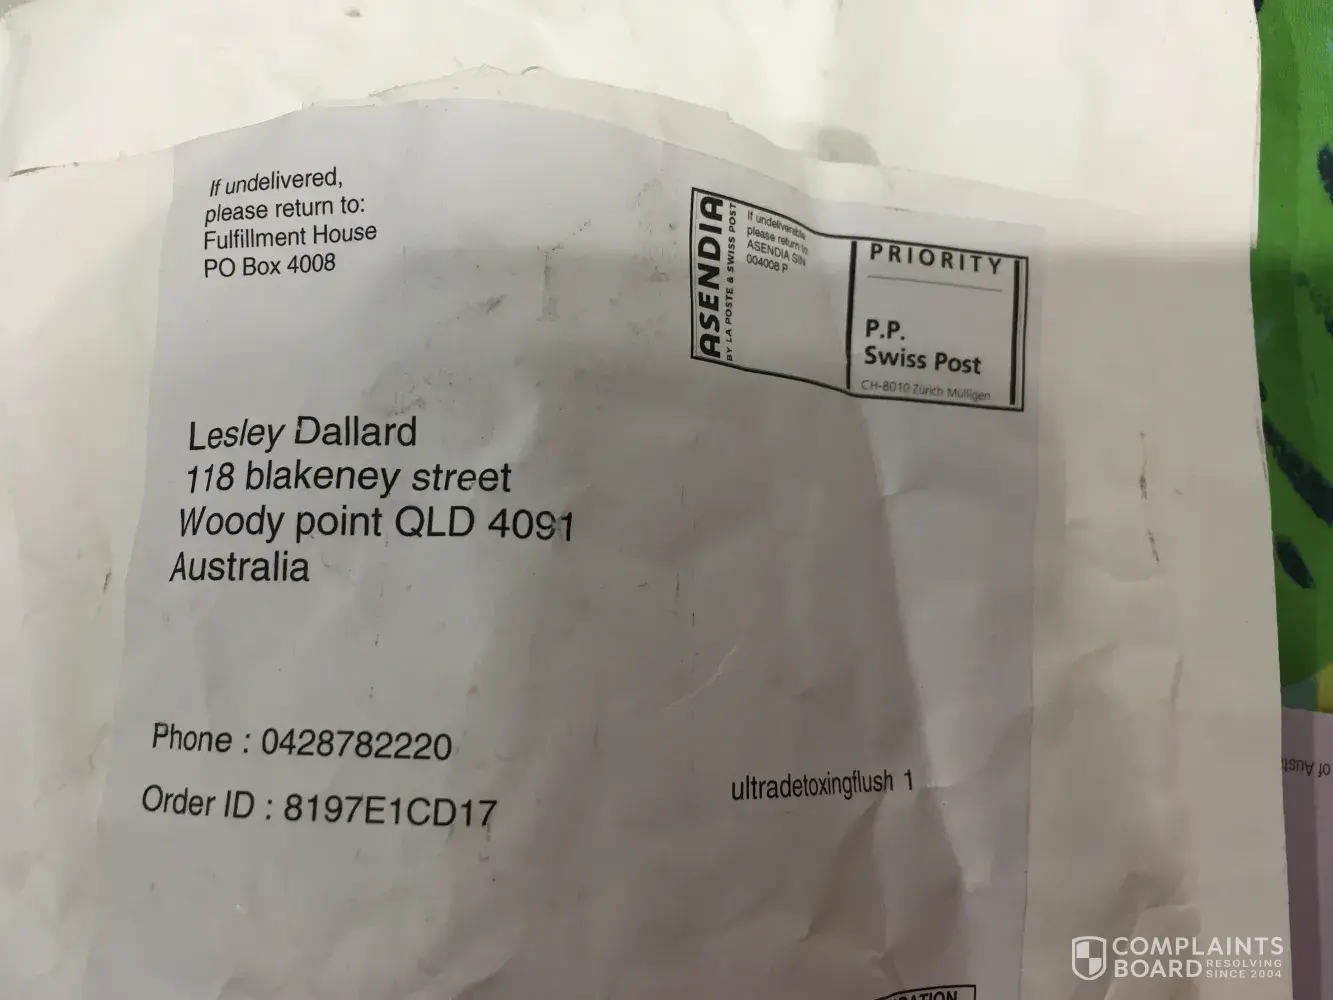 If undelivered,
please return to:
Fulfillment House
PO Box 4008
ASENDIA
BY LA POSTE & SWISS POST
If undeliverable
please return to:
ASENDIA SIN
004008 P
PRIORITY
P.P.
Swiss Post
CH-8010 Zürich Mülligen
Lesley Dallard
118 blakeney street
Woody point QLD 4091
Australia
Phone : 0428782220
Order ID : 8197E1CD17
ultradetoxingflush 1
of Austr
COMPLAINTS
BOARD RESOLVING
SINCE 2004